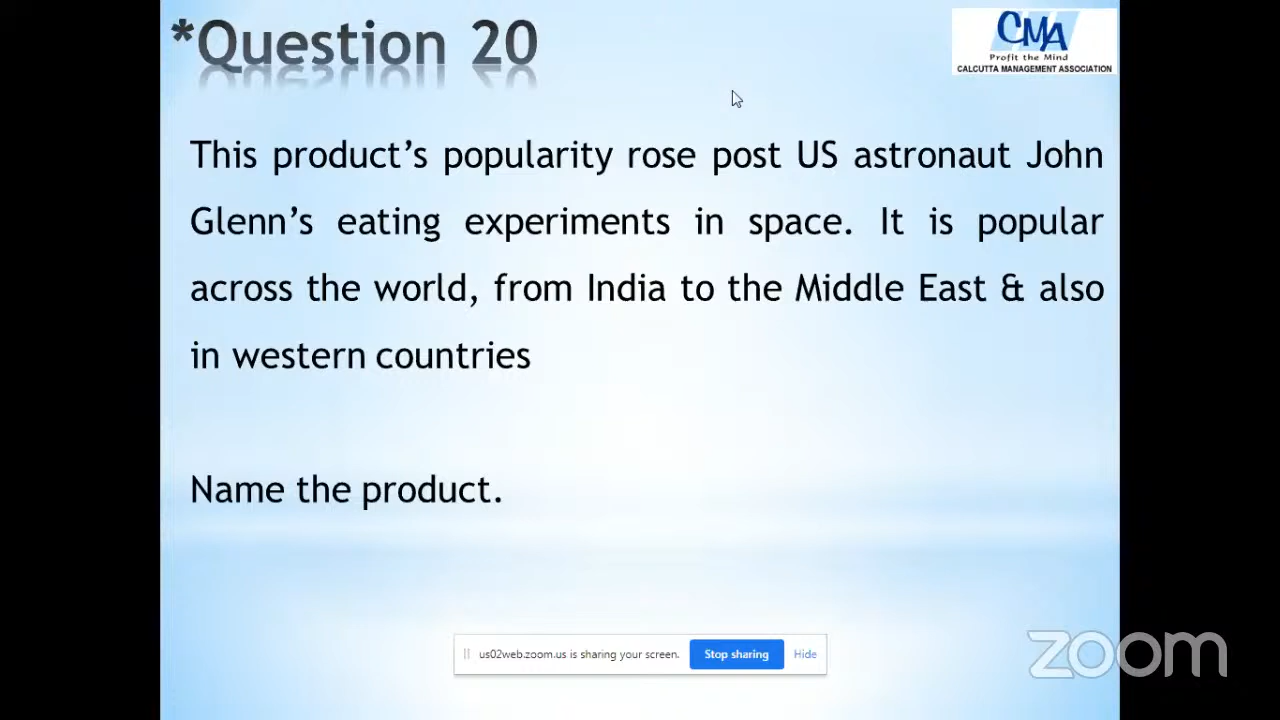 *Question 20
CMA
Profit the Mind
CALCUTTA MANAGEMENT ASSOCIATION
This product’s popularity rose post US astronaut John
Glenn’s eating experiments in space. It is popular
across the world, from India to the Middle East & also
in western countries
Name the product.
us02web.zoom.us is sharing your screen.
Stop sharing
Hide
zoom